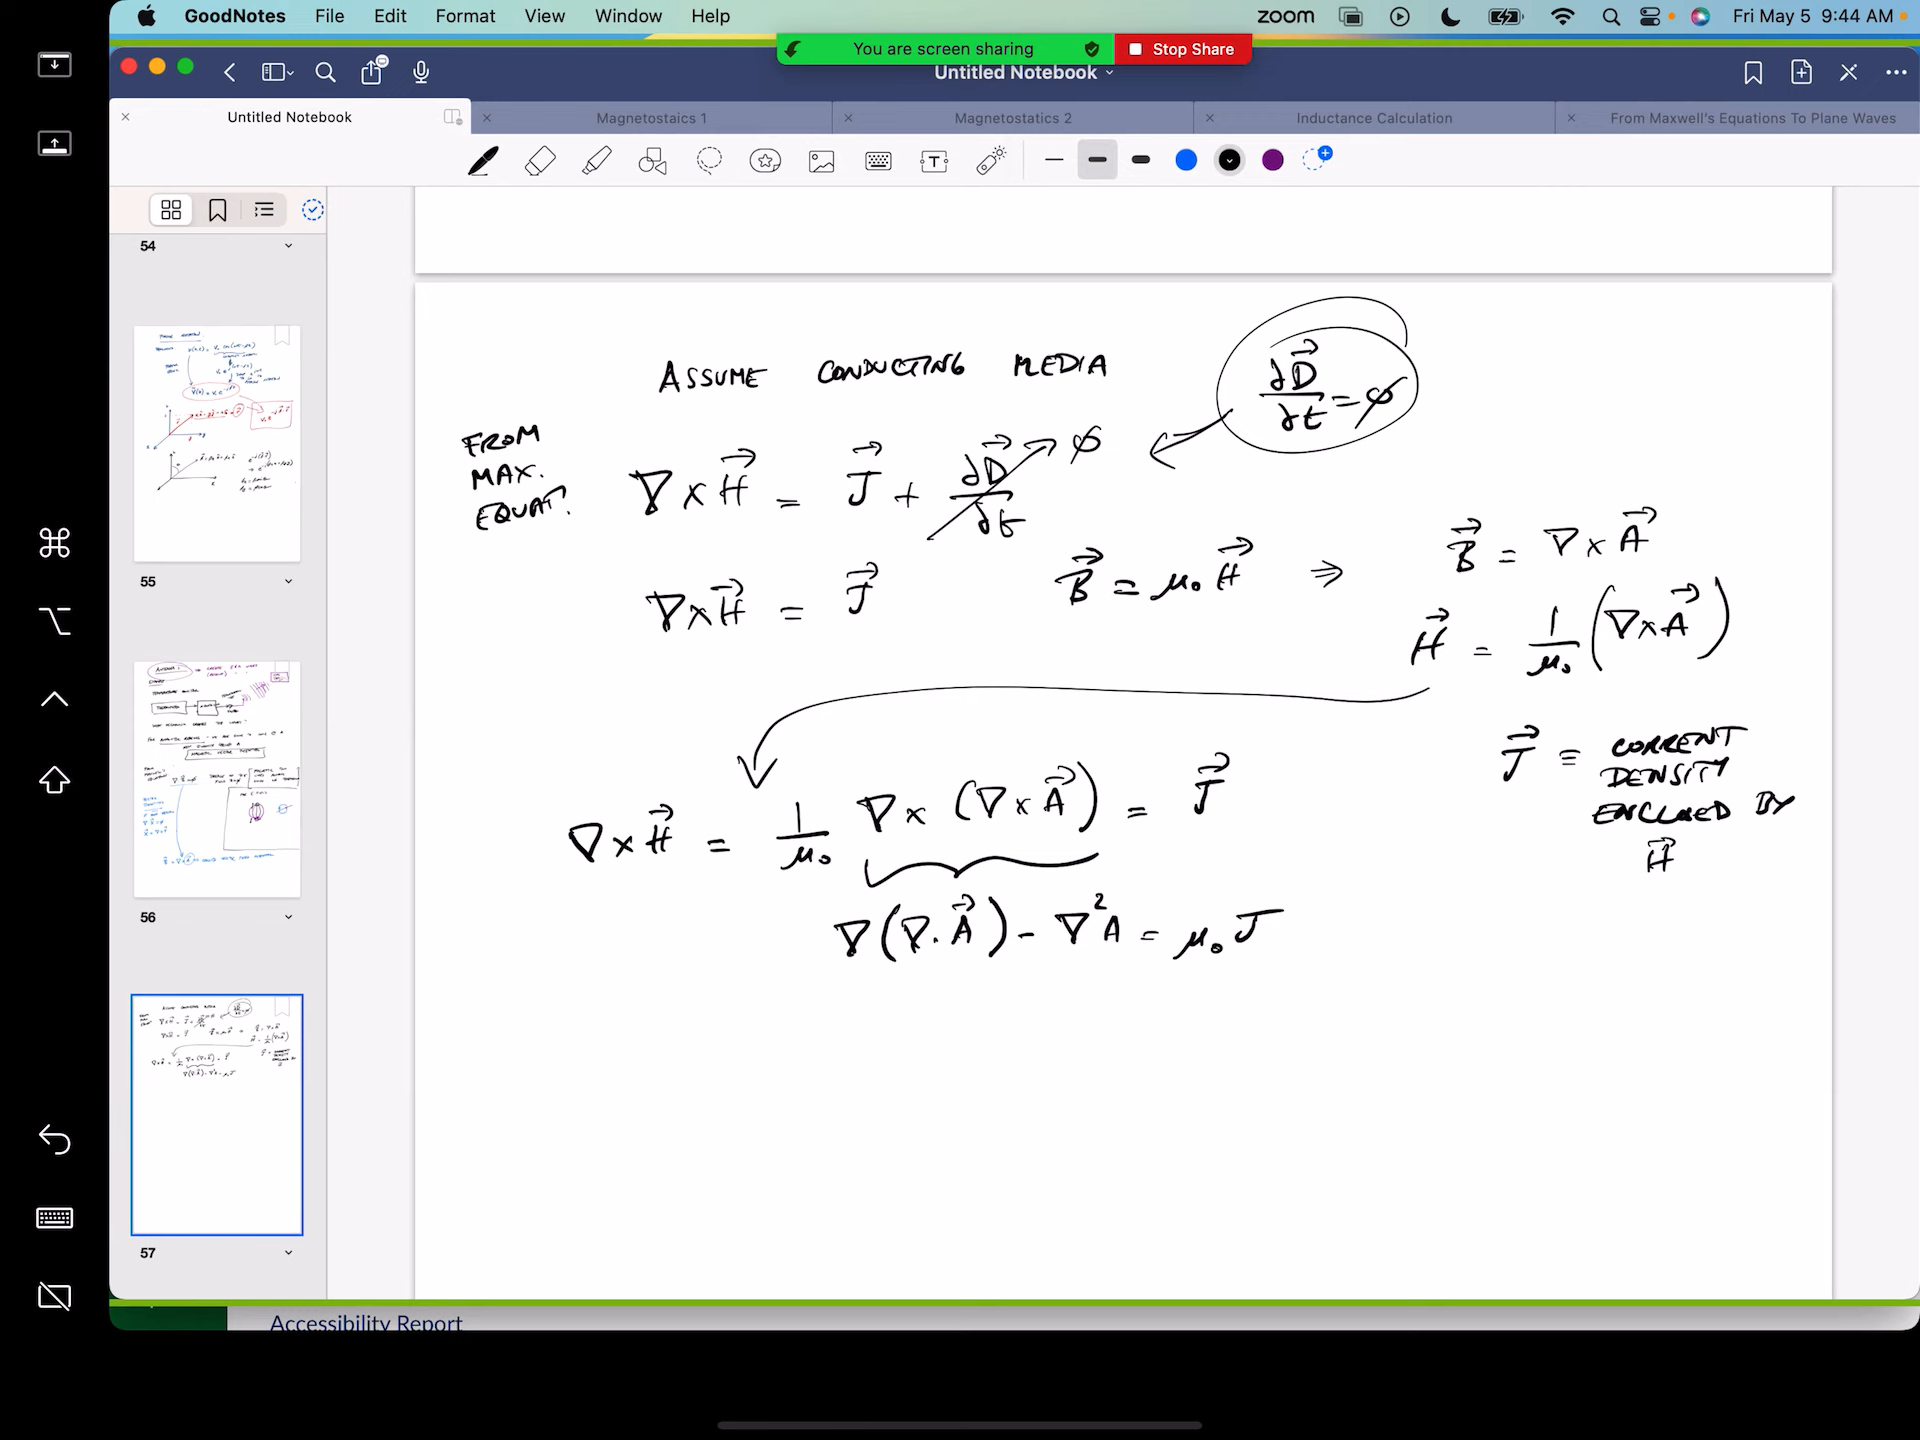 GoodNotes File Edit Format View Window Help
zoom Fri May 5 9:44 AM
You are screen sharing Stop Share
Untitled Notebook
Untitled Notebook Magnetostaics 1 Magnetostatics 2 Inductance Calculation From Maxwell's Equations To Plane Waves
54
55
56
57
ASSUME CONDUCTING MEDIA
∂D⃗/∂t = ∅
FROM
MAX.
EQUAT.
∇ × H⃗ = J⃗ + ∂D⃗/∂t → ∅
∇×H⃗ = J⃗
B⃗ = μ₀ H⃗ ⇒ B⃗ = ∇ × A⃗
H⃗ = 1/μ₀ (∇×A⃗)
J⃗ ≡ CORRENT
DENSITY
ENCLOED BY
H⃗
∇ × H⃗ = 1/μ₀ ∇× (∇ × A⃗) = J⃗
∇(∇·A⃗) - ∇²A = μ₀ J
Accessibility Report